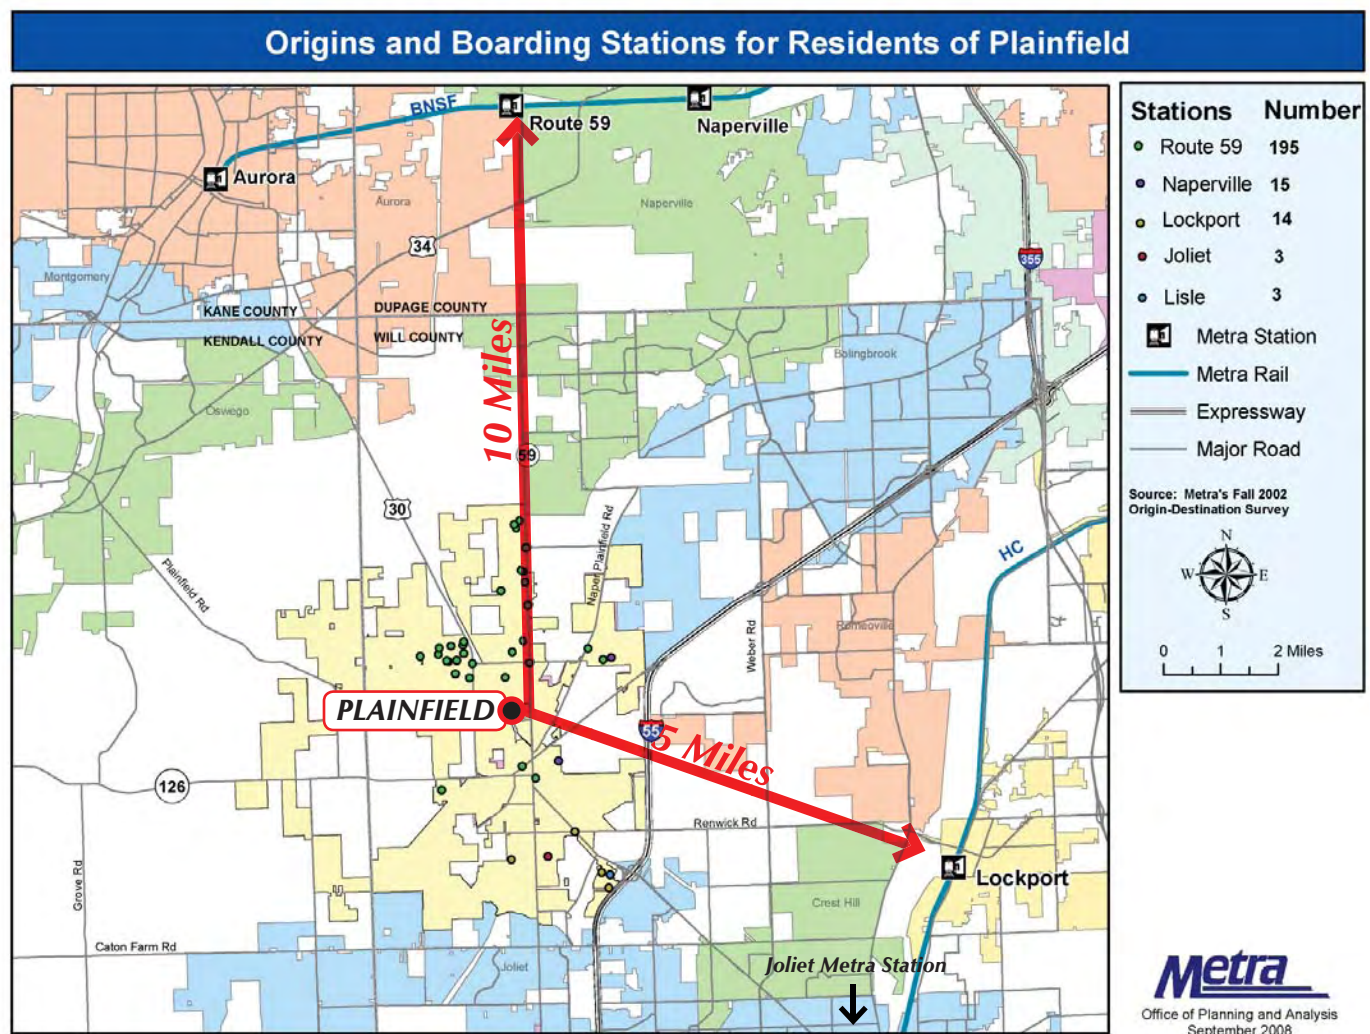 Origins and Boarding Stations for Residents of Plainfield
BNSF
Route 59
Naperville
Aurora
Aurora
Naperville
34
355
Montgomery
KANE COUNTY
DUPAGE COUNTY
KENDALL COUNTY
WILL COUNTY
10 Miles
Bolingbrook
Oswego
59
30
Naper Plainfield Rd
HC
Plainfield Rd
Weber Rd
Romeoville
PLAINFIELD
55
5 Miles
126
Renwick Rd
Grove Rd
Lockport
Crest Hill
Caton Farm Rd
Joliet
Joliet Metra Station
Stations Number
Route 59 195
Naperville 15
Lockport 14
Joliet 3
Lisle 3
Metra Station
Metra Rail
Expressway
Major Road
Source: Metra's Fall 2002
Origin-Destination Survey
N
W E
S
0 1 2 Miles
Metra
Office of Planning and Analysis
September 2008